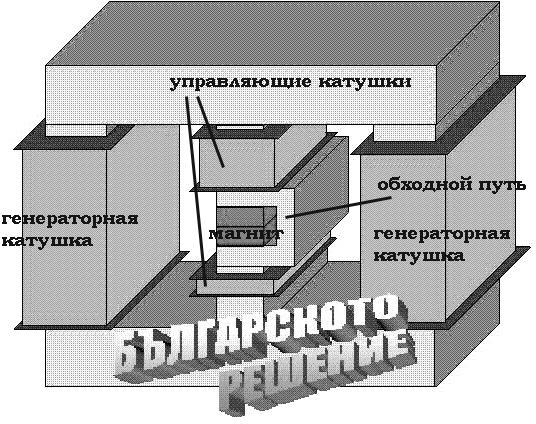 управляющие катушки
обходной путь
генераторная
катушка
магнит
генераторная
катушка
БЪЛГАРСКОТО
РЕШЕНИЕ